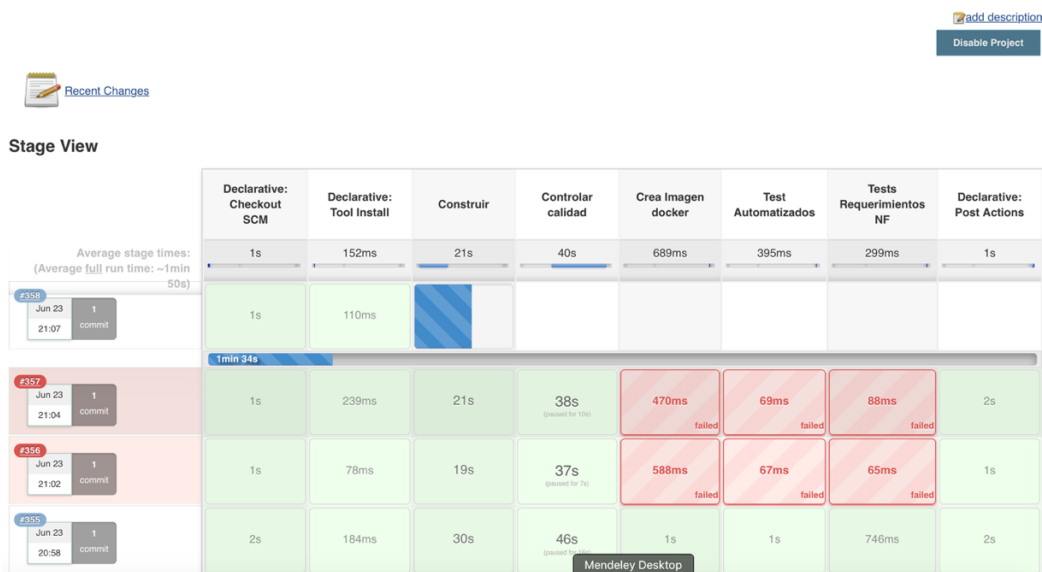 add description
Disable Project
Recent Changes
Stage View
Declarative: Checkout SCM
Declarative: Tool Install
Construir
Controlar calidad
Crea Imagen docker
Test Automatizados
Tests Requerimientos NF
Declarative: Post Actions
Average stage times:
(Average full run time: ~1min 50s)
1s
152ms
21s
40s
689ms
395ms
299ms
1s
#358
Jun 23
21:07
1
commit
1s
110ms
1min 34s
#357
Jun 23
21:04
1
commit
1s
239ms
21s
38s
(paused for 10s)
470ms
failed
69ms
failed
88ms
failed
2s
#356
Jun 23
21:02
1
commit
1s
78ms
19s
37s
(paused for 7s)
588ms
failed
67ms
failed
65ms
failed
1s
#355
Jun 23
20:58
1
commit
2s
184ms
30s
46s
(paused for
1s
1s
746ms
2s
Mendeley Desktop